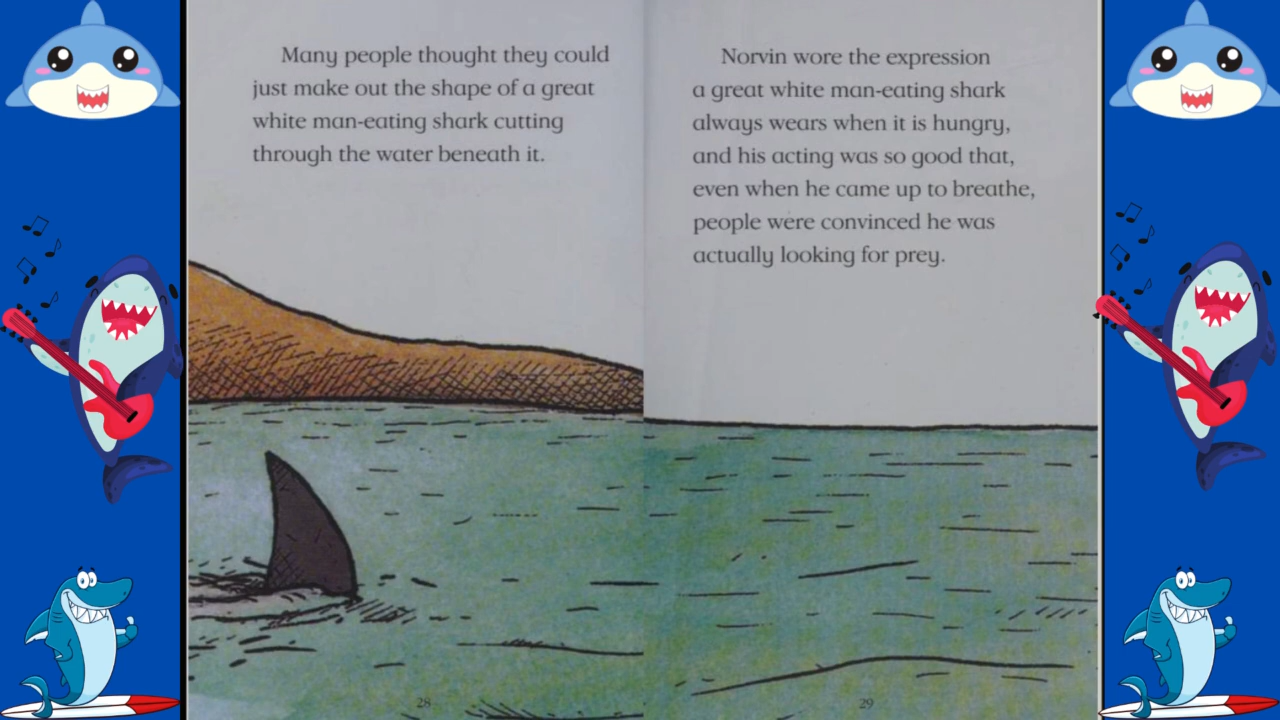 Many people thought they could
just make out the shape of a great
white man-eating shark cutting
through the water beneath it.
28
Norvin wore the expression
a great white man-eating shark
always wears when it is hungry,
and his acting was so good that,
even when he came up to breathe,
people were convinced he was
actually looking for prey.
29